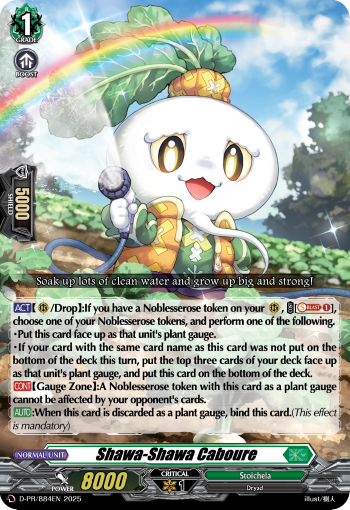 1
GRADE
BOOST
5000
SHIELD
Soak up lots of clean water and grow up big and strong!
ACT [R/Drop]:If you have a Noblesserose token on your R, [COST][Soul BLAST 1],
choose one of your Noblesserose tokens, and perform one of the following.
・Put this card face up as that unit's plant gauge.
・If your card with the same card name as this card was not put on the
bottom of the deck this turn, put the top three cards of your deck face up
as that unit's plant gauge, and put this card on the bottom of the deck.
CONT [Gauge Zone]:A Noblesserose token with this card as a plant gauge
cannot be affected by your opponent's cards.
AUTO:When this card is discarded as a plant gauge, bind this card.(This effect
is mandatory)
NORMAL UNIT
Shawa-Shawa Caboure
POWER 8000
CRITICAL
1
Stoicheia
Dryad
D-PR/884EN 2025
illust/樹人